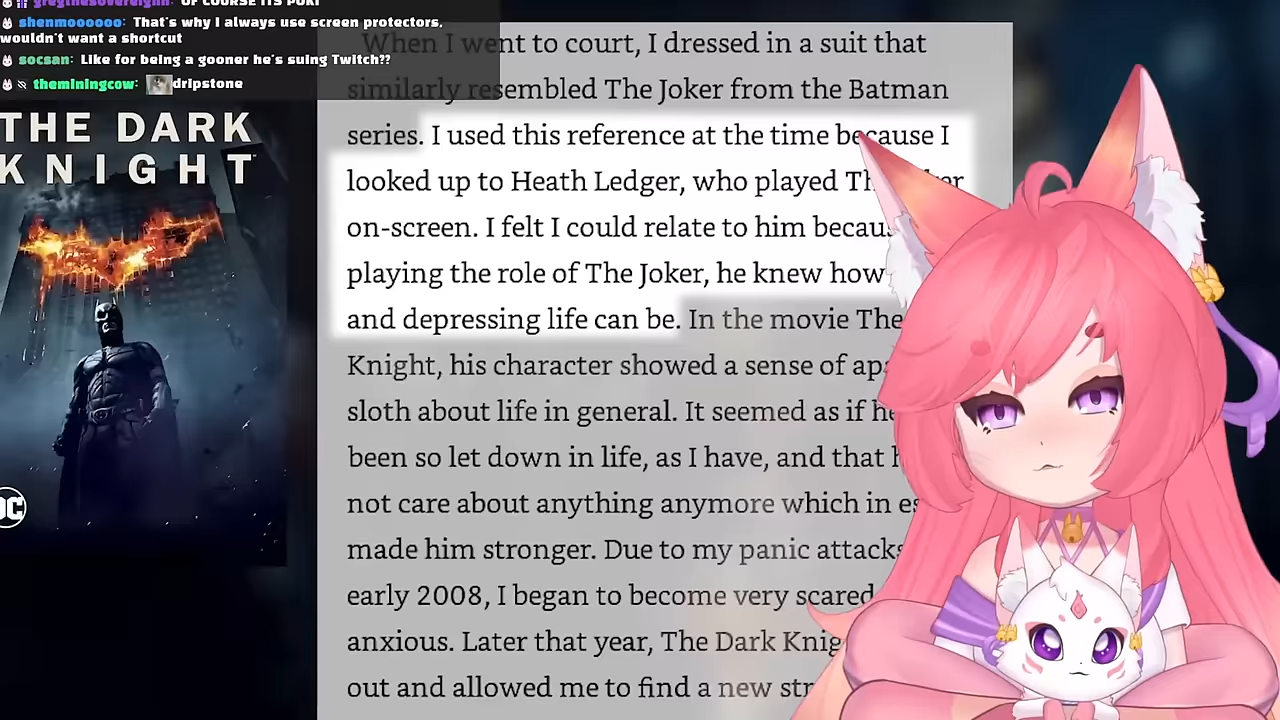 OF COURSE ITS POKI
shenmoooooo: That's why I always use screen protectors,
wouldn't want a shortcut
socsan: Like for being a gooner he's suing Twitch??
theminingcow: dripstone
THE DARK
KNIGHT
DC
When I went to court, I dressed in a suit that
similarly resembled The Joker from the Batman
series. I used this reference at the time because I
looked up to Heath Ledger, who played
on-screen. I felt I could relate to him
playing the role of The Joker, he knew how
and depressing life can be. In the movie The
Knight, his character showed a sense of
sloth about life in general. It seemed as if
been so let down in life, as I have, and that
not care about anything anymore which in
made him stronger. Due to my panic attacks
early 2008, I began to become very scared
anxious. Later that year, The Dark
out and allowed me to find a new